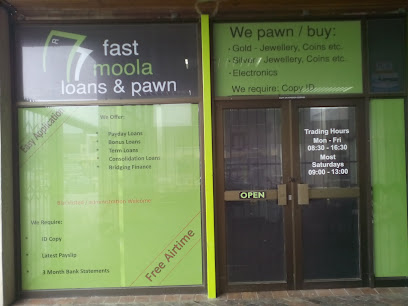 R
77
fast
moola
loans & pawn
Easy Application
We Offer:
• Payday Loans
• Bonus Loans
• Term Loans
• Consolidation Loans
• Bridging Finance
We Require:
• ID Copy
• Latest Payslip
• 3 Month Bank Statements
Free Airtime
We pawn / buy:
· Gold - Jewellery, Coins etc.
· Silver - Jewellery, Coins etc.
· Electronics
We require: Copy ID
Trading Hours
Mon - Fri
08:30 - 16:30
Most
Saturdays
09:00 - 13:00
OPEN